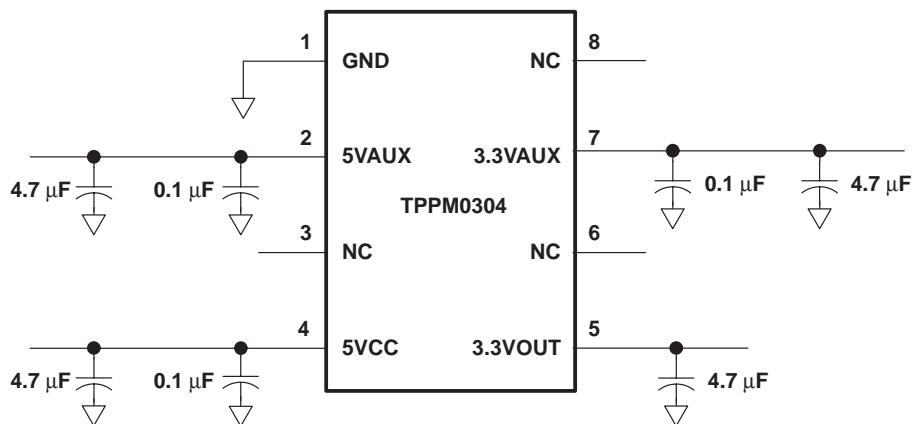 1 8
GND NC
2 7
5VAUX 3.3VAUX
4.7 μF 0.1 μF 0.1 μF 4.7 μF
TPPM0304
3 6
NC NC
4 5
5VCC 3.3VOUT
4.7 μF 0.1 μF 4.7 μF